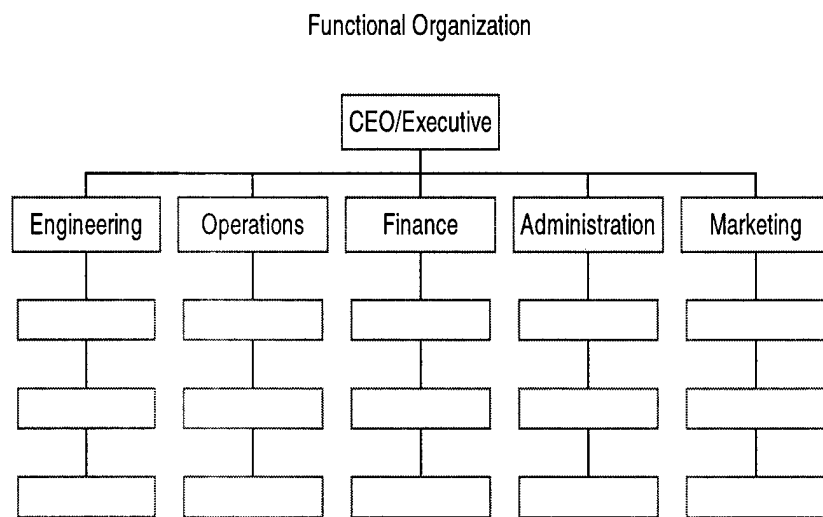 Functional Organization
CEO/Executive
Engineering
Operations
Finance
Administration
Marketing